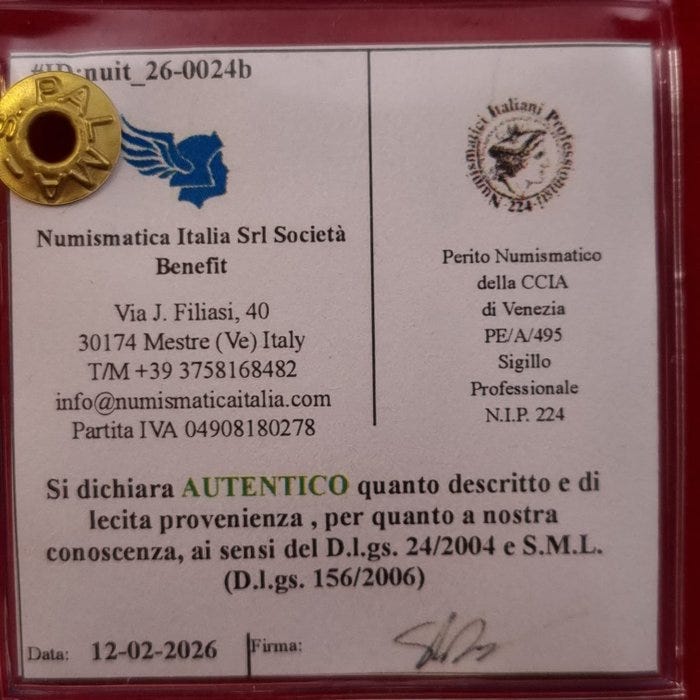 #ID:nuit_26-0024b
S. PALMA
Numismatica Italia Srl Società
Benefit
Via J. Filiasi, 40
30174 Mestre (Ve) Italy
T/M +39 3758168482
info@numismaticaitalia.com
Partita IVA 04908180278
Numismatici Italiani Professionisti
- 224 -
Perito Numismatico
della CCIA
di Venezia
PE/A/495
Sigillo
Professionale
N.I.P. 224
Si dichiara AUTENTICO quanto descritto e di
lecita provenienza , per quanto a nostra
conoscenza, ai sensi del D.l.gs. 24/2004 e S.M.L.
(D.l.gs. 156/2006)
Data: 12-02-2026 Firma: